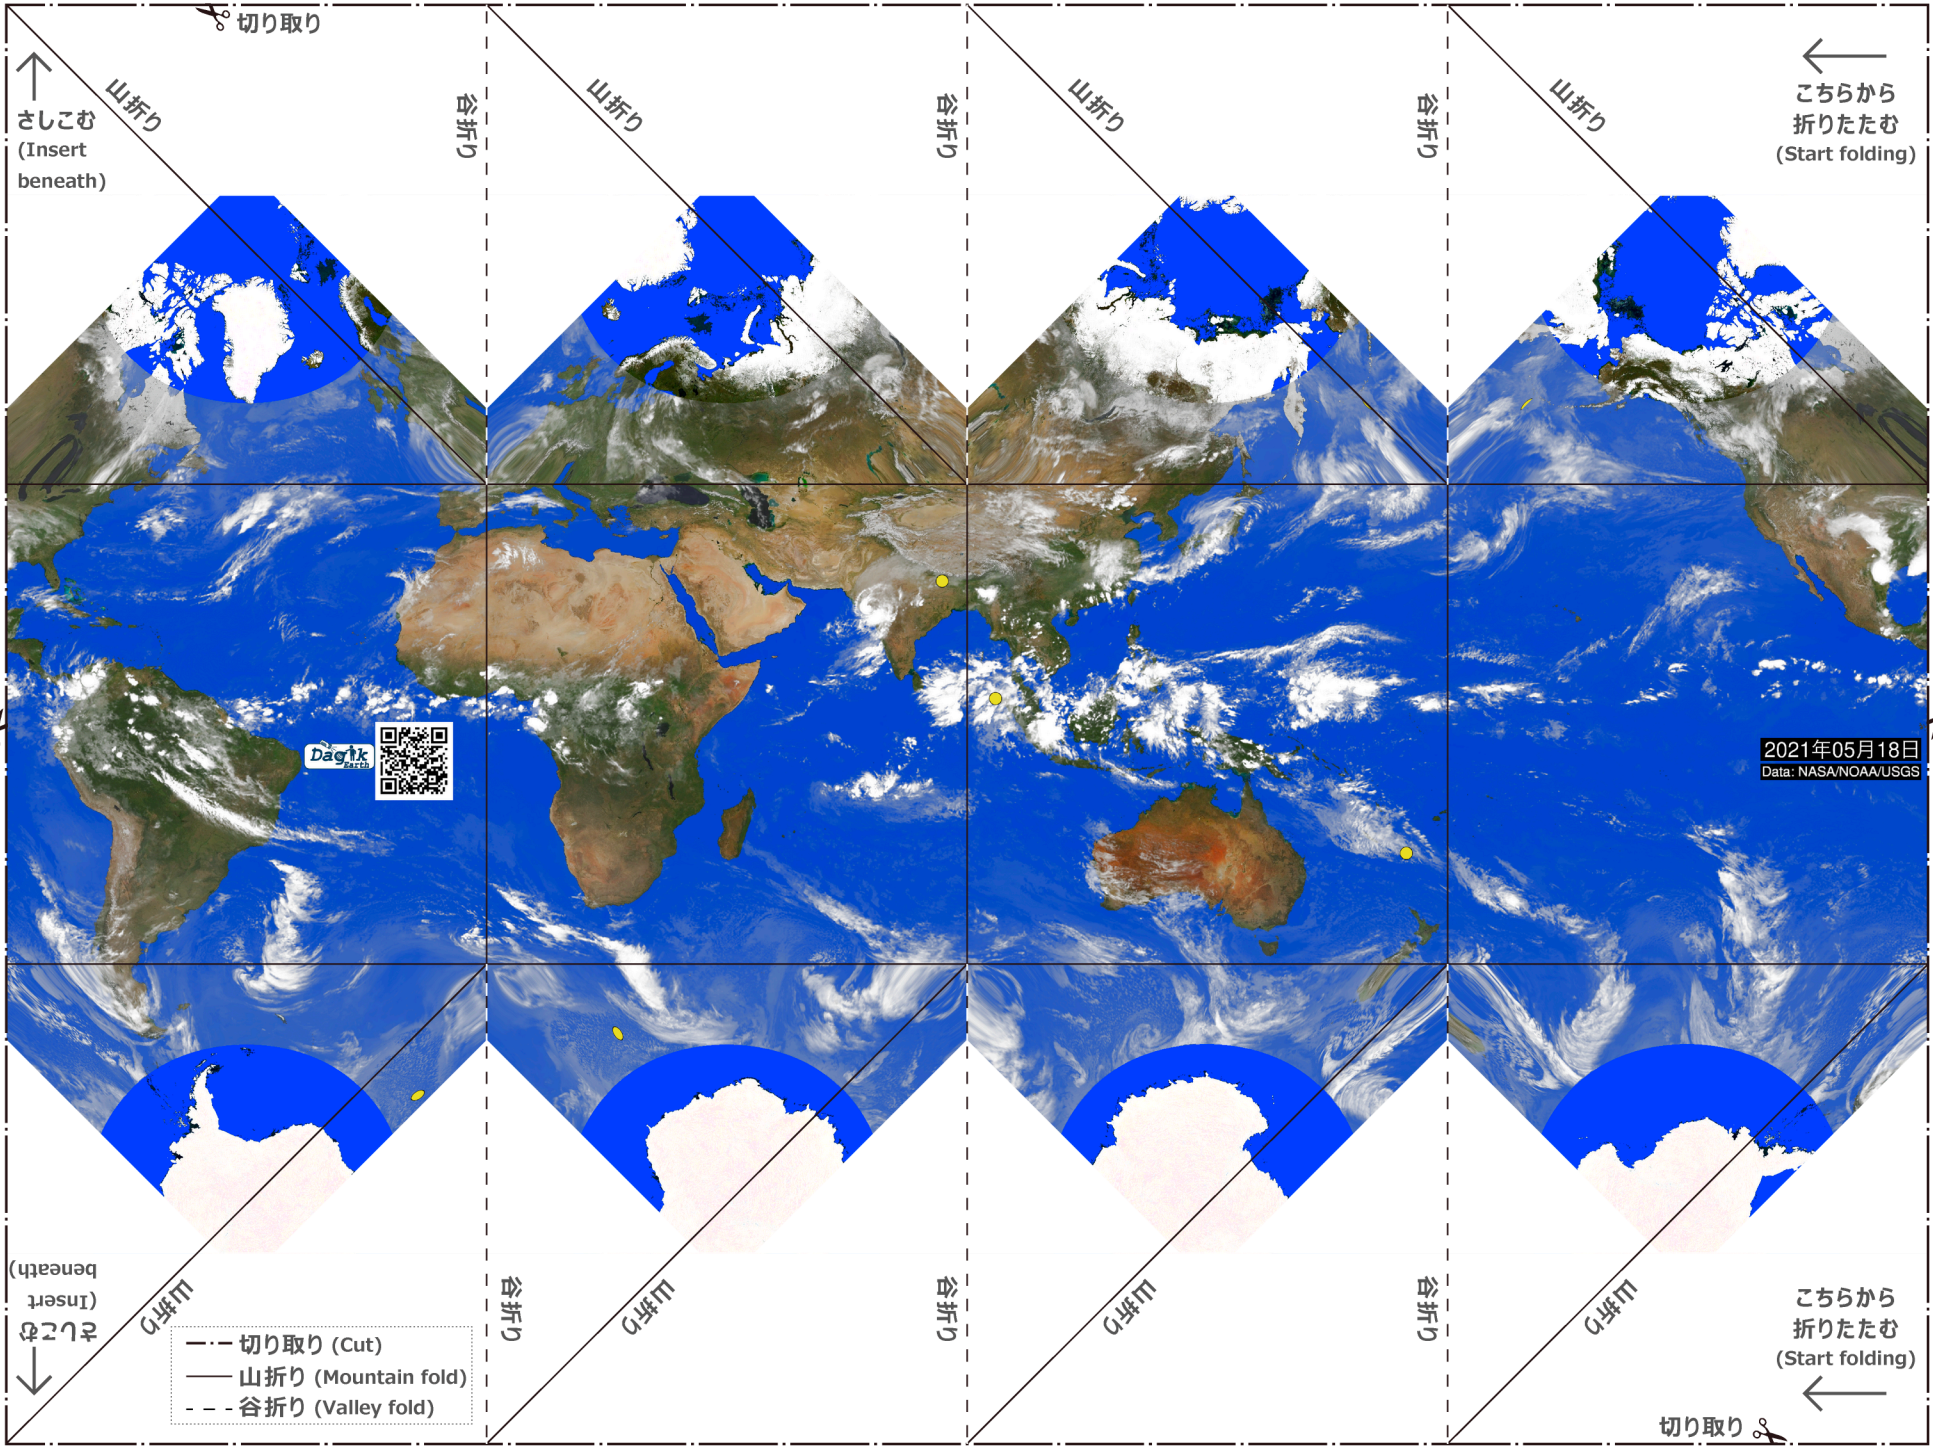 切り取り
山折り
山折り
山折り
山折り
谷折り
谷折り
谷折り
さしこむ
(Insert
beneath)
こちらから
折りたたむ
(Start folding)
Dagik
Earth
2021年05月18日
Data: NASA/NOAA/USGS
さしこむ
(Insert
beneath)
山折り
山折り
山折り
山折り
谷折り
谷折り
谷折り
こちらから
折りたたむ
(Start folding)
切り取り (Cut)
山折り (Mountain fold)
谷折り (Valley fold)
切り取り